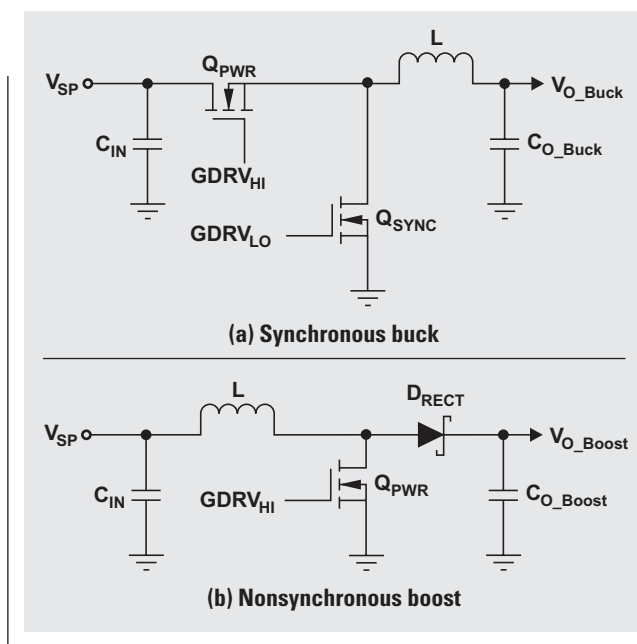 L
V_SP
Q_PWR
V_O_Buck
C_IN
GDRV_HI
C_O_Buck
GDRV_LO
Q_SYNC
(a) Synchronous buck
L
D_RECT
V_SP
V_O_Boost
C_IN
GDRV_HI
Q_PWR
C_O_Boost
(b) Nonsynchronous boost